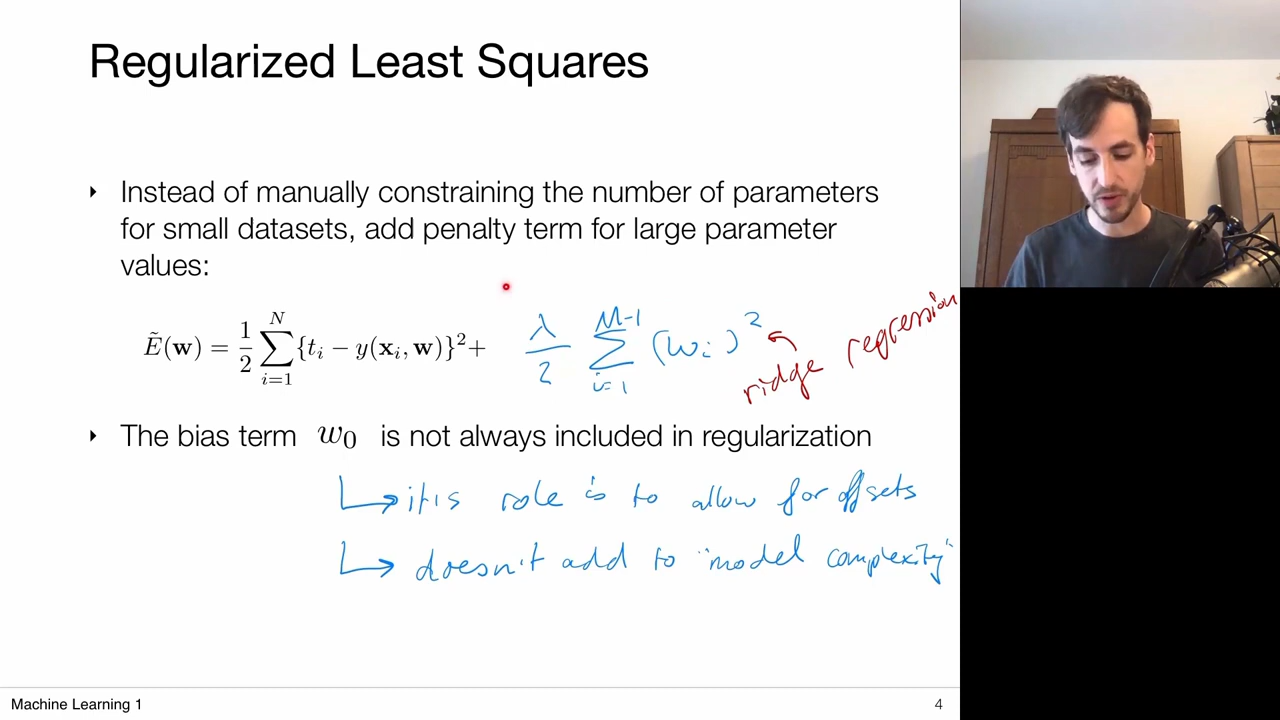 Regularized Least Squares
‣ Instead of manually constraining the number of parameters
for small datasets, add penalty term for large parameter
values:
Ẽ(w) = 1/2 ∑_{i=1}^{N} {t_i − y(x_i, w)}² + λ/2 ∑_{i=1}^{M-1} (w_i)²
ridge regression
‣ The bias term w₀ is not always included in regularization
↳ it's role is to allow for offsets
↳ doesn't add to "model complexity"
Machine Learning 1
4